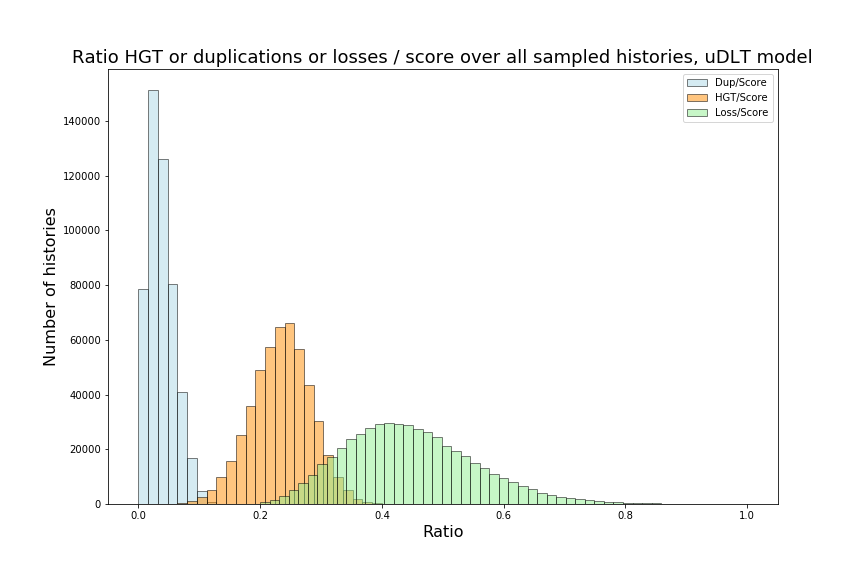 Ratio HGT or duplications or losses / score over all sampled histories, uDLT model
Dup/Score
HGT/Score
Loss/Score
Number of histories
140000
120000
100000
80000
60000
40000
20000
0
0.0 0.2 0.4 0.6 0.8 1.0
Ratio